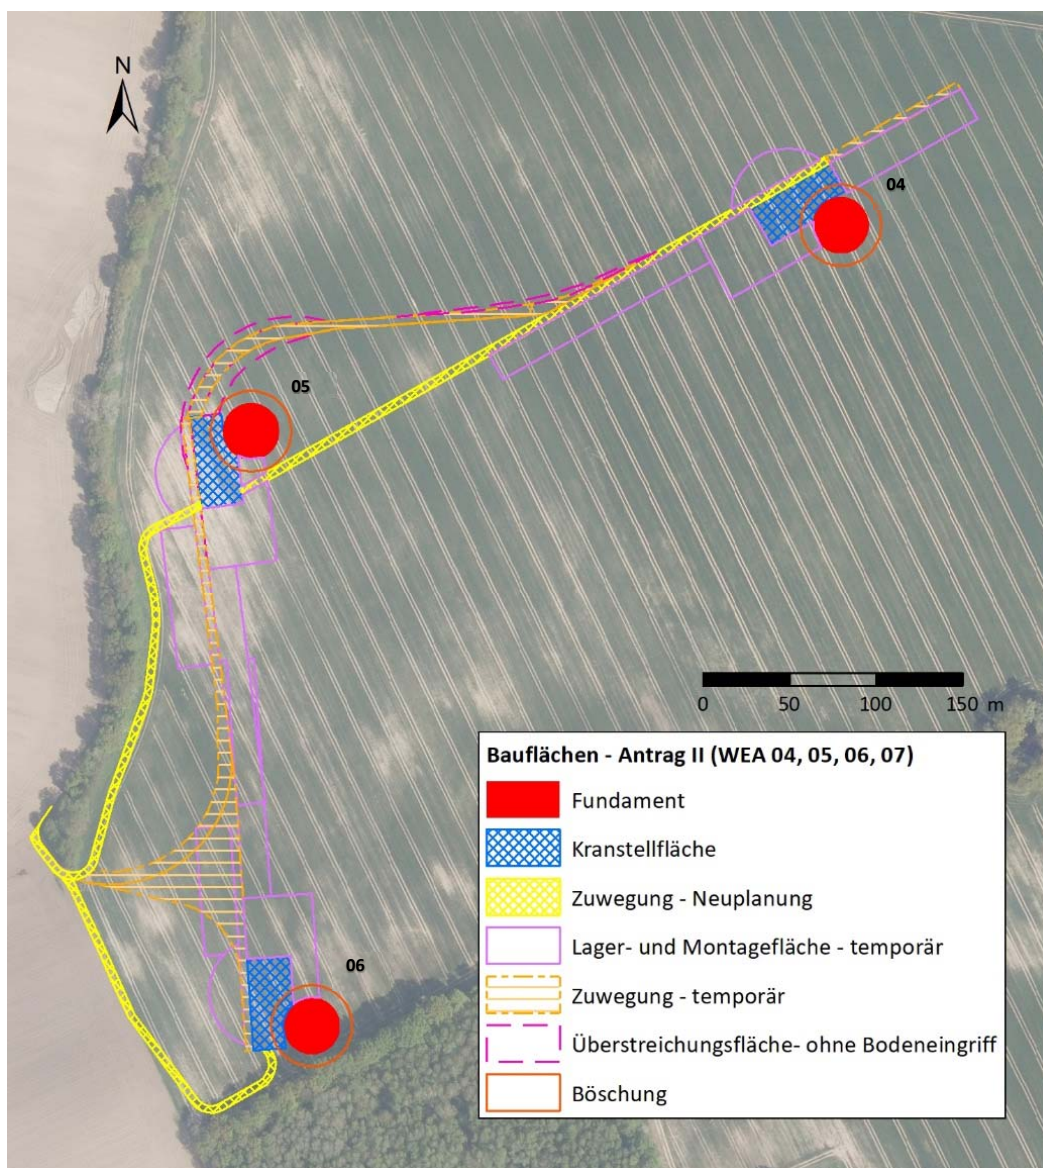 N
04
05
0 50 100 150 m
Bauflächen - Antrag II (WEA 04, 05, 06, 07)
Fundament
Kranstellfläche
Zuwegung - Neuplanung
Lager- und Montagefläche - temporär
Zuwegung - temporär
Überstreichungsfläche- ohne Bodeneingriff
Böschung
06